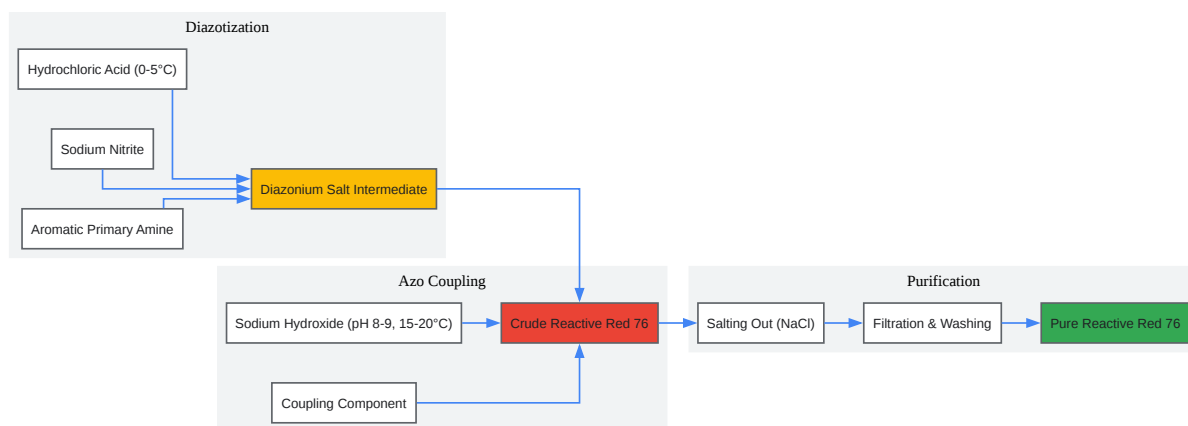 Diazotization
Hydrochloric Acid (0-5°C)
Sodium Nitrite
Diazonium Salt Intermediate
Aromatic Primary Amine
Azo Coupling
Purification
Sodium Hydroxide (pH 8-9, 15-20°C)
Crude Reactive Red 76
Salting Out (NaCl)
Filtration & Washing
Pure Reactive Red 76
Coupling Component